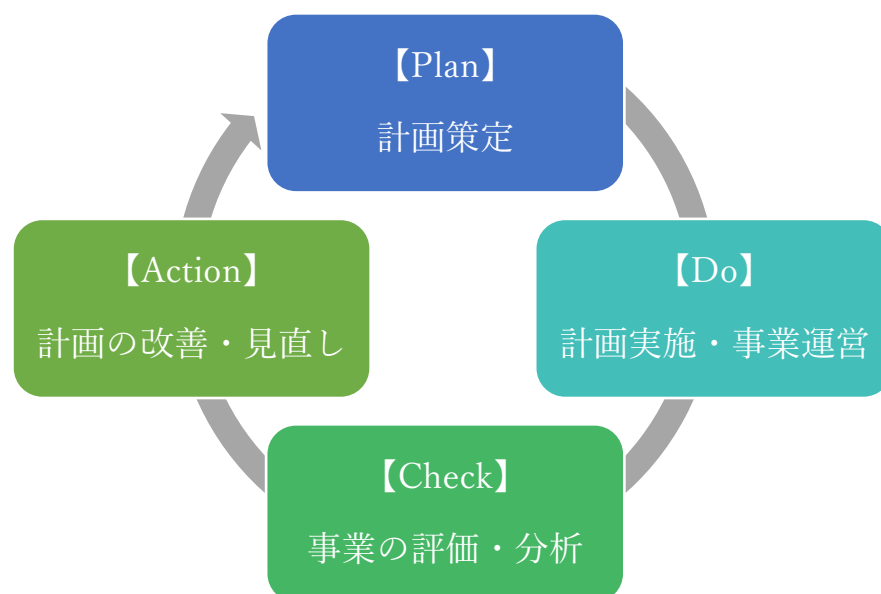 【Plan】
計画策定
【Do】
計画実施・事業運営
【Check】
事業の評価・分析
【Action】
計画の改善・見直し